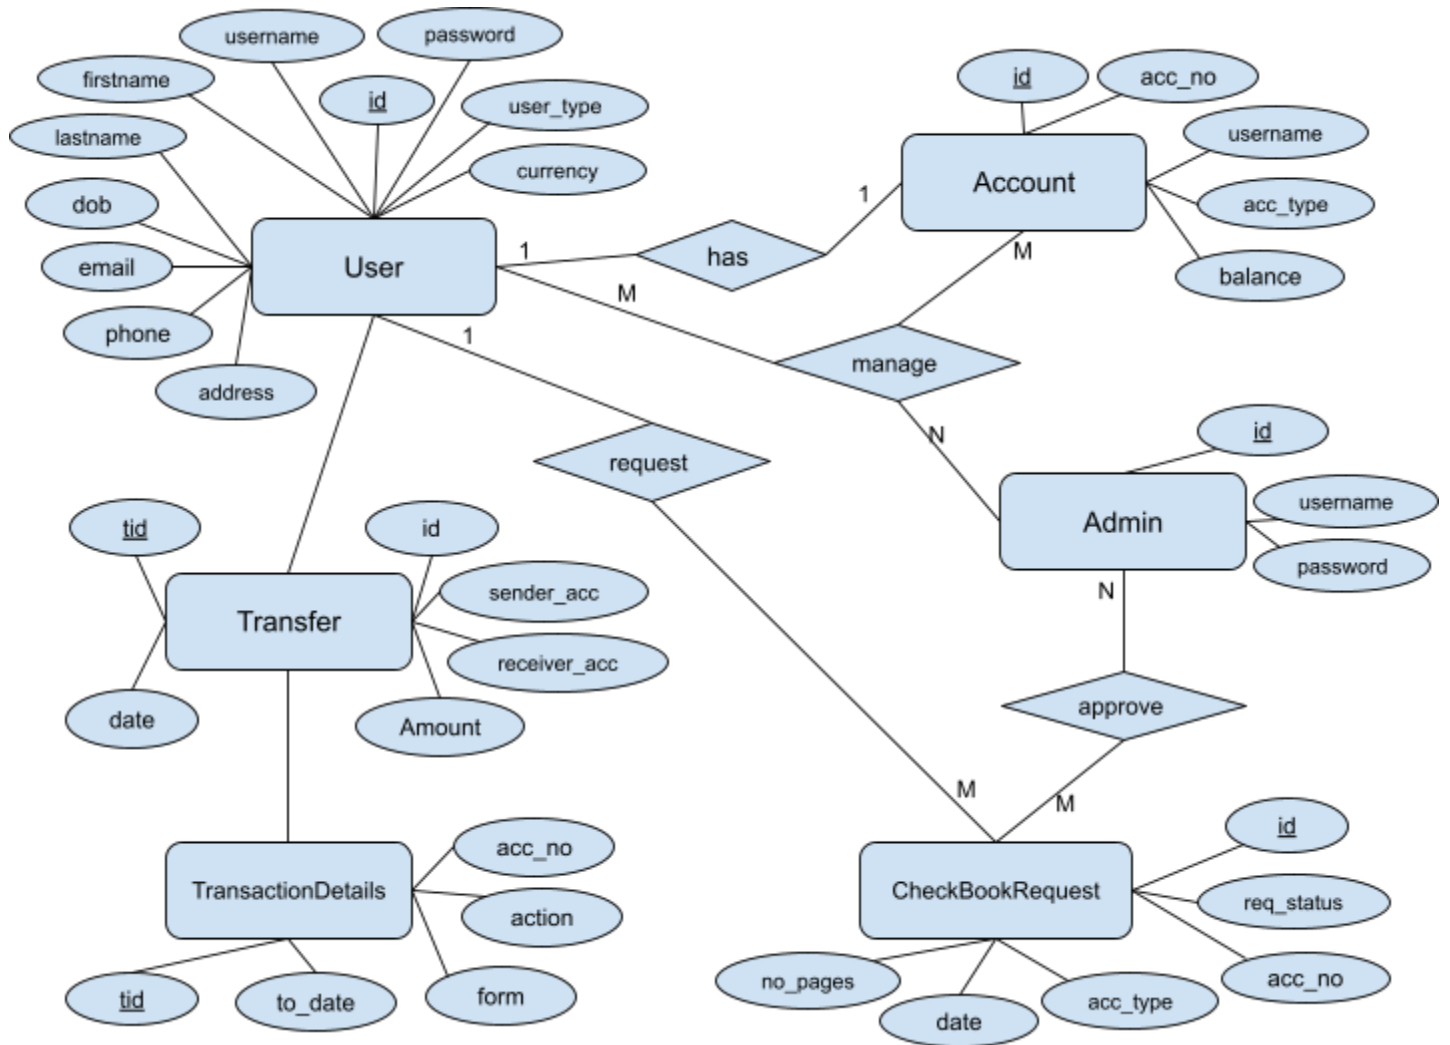 username
password
firstname
id
user_type
lastname
currency
dob
email
phone
address
User
1
has
1
id
acc_no
username
Account
acc_type
balance
M
M
manage
N
1
request
id
Admin
username
password
N
tid
id
sender_acc
Transfer
receiver_acc
date
Amount
approve
M
M
acc_no
TransactionDetails
action
tid
to_date
form
id
CheckBookRequest
req_status
no_pages
date
acc_type
acc_no